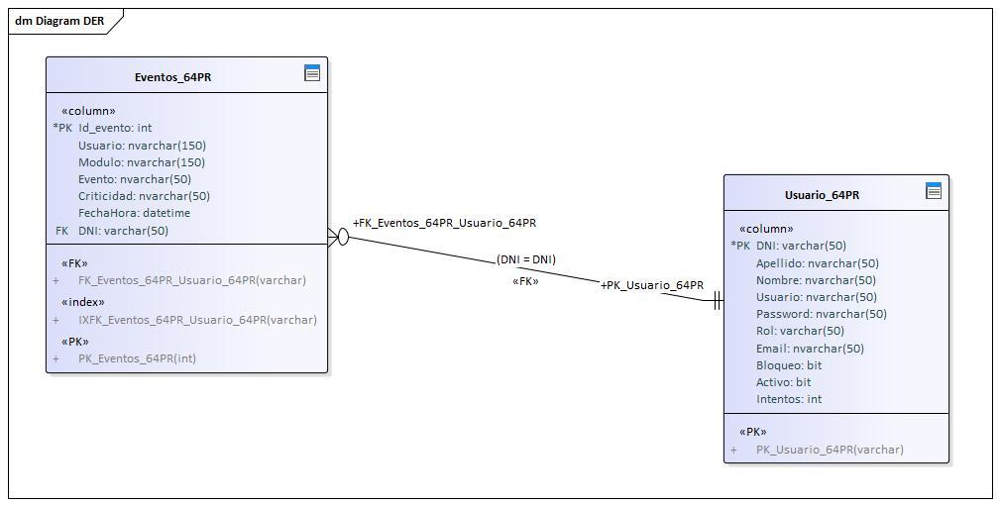 dm Diagram DER
Eventos_64PR
«column»
*PK Id_evento: int
Usuario: nvarchar(150)
Modulo: nvarchar(150)
Evento: nvarchar(50)
Criticidad: nvarchar(50)
FechaHora: datetime
FK DNI: varchar(50)
«FK»
+ FK_Eventos_64PR_Usuario_64PR(varchar)
«index»
+ IXFK_Eventos_64PR_Usuario_64PR(varchar)
«PK»
+ PK_Eventos_64PR(int)
+FK_Eventos_64PR_Usuario_64PR
(DNI = DNI)
«FK»
+PK_Usuario_64PR
Usuario_64PR
«column»
*PK DNI: varchar(50)
Apellido: nvarchar(50)
Nombre: nvarchar(50)
Usuario: nvarchar(50)
Password: nvarchar(50)
Rol: varchar(50)
Email: nvarchar(50)
Bloqueo: bit
Activo: bit
Intentos: int
«PK»
+ PK_Usuario_64PR(varchar)